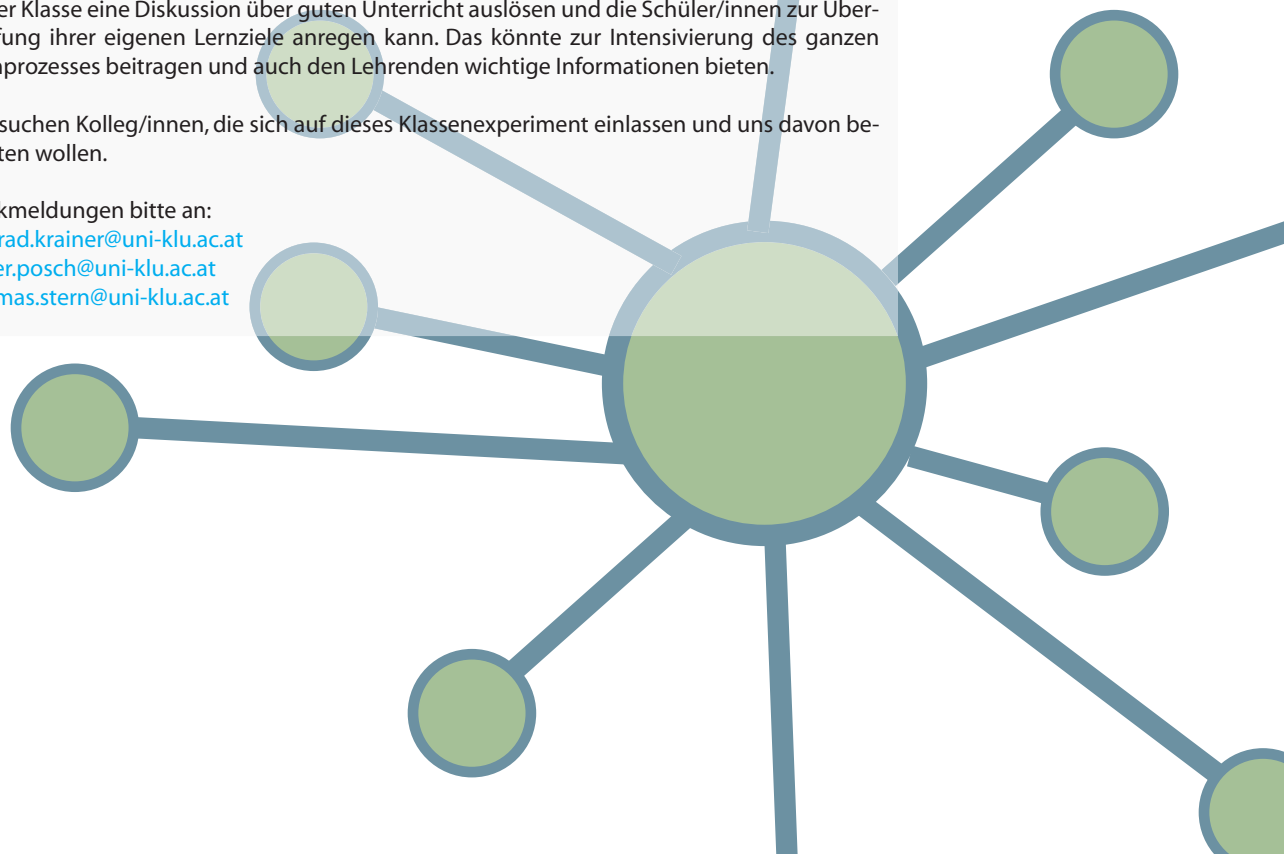 er Klasse eine Diskussion über guten Unterricht auslösen und die Schüler/innen zur Über-
fung ihrer eigenen Lernziele anregen kann. Das könnte zur Intensivierung des ganzen
nprozesses beitragen und auch den Lehrenden wichtige Informationen bieten.
suchen Kolleg/innen, die sich auf dieses Klassenexperiment einlassen und uns davon be-
ten wollen.
kmeldungen bitte an:
rad.krainer@uni-klu.ac.at
er.posch@uni-klu.ac.at
mas.stern@uni-klu.ac.at